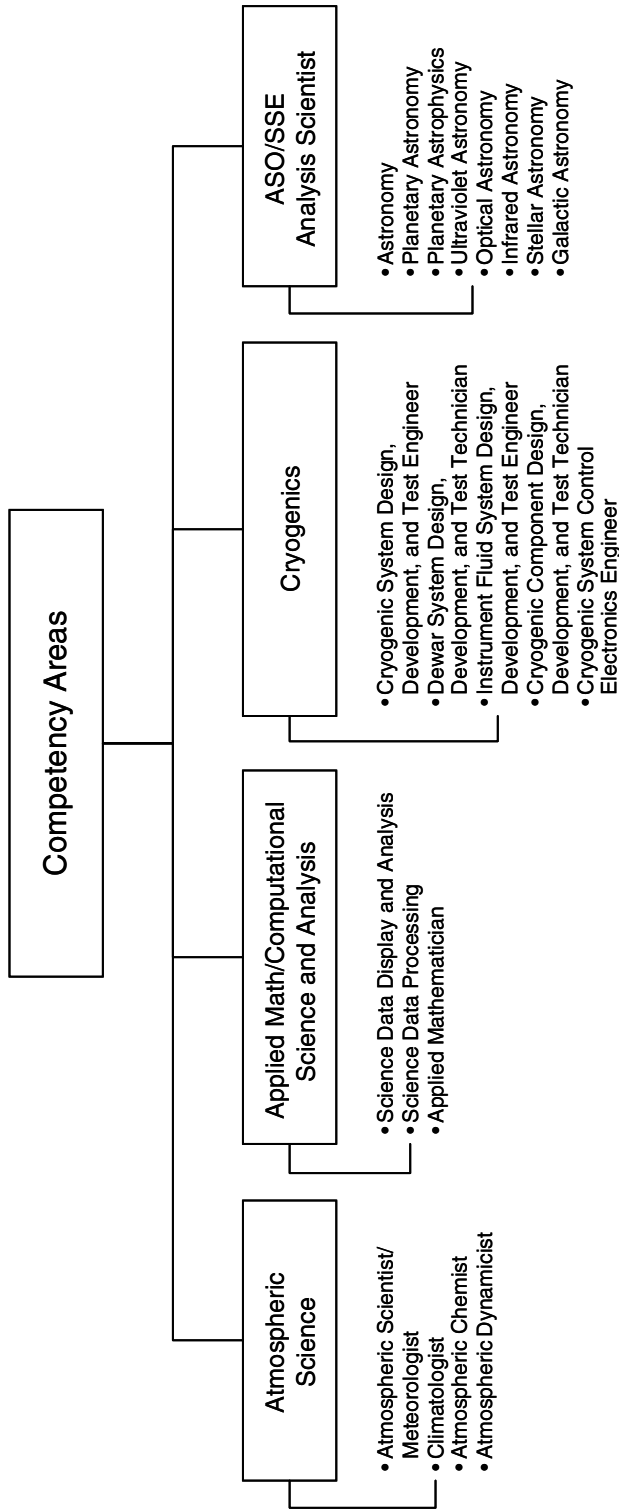 Competency Areas
Atmospheric
Science
• Atmospheric Scientist/
Meteorologist
• Climatologist
• Atmospheric Chemist
• Atmospheric Dynamicist
Applied Math/Computational
Science and Analysis
• Science Data Display and Analysis
• Science Data Processing
• Applied Mathematician
Cryogenics
• Cryogenic System Design,
Development, and Test Engineer
• Dewar System Design,
Development, and Test Technician
• Instrument Fluid System Design,
Development, and Test Engineer
• Cryogenic Component Design,
Development, and Test Technician
• Cryogenic System Control
Electronics Engineer
ASO/SSE
Analysis Scientist
• Astronomy
• Planetary Astronomy
• Planetary Astrophysics
• Ultraviolet Astronomy
• Optical Astronomy
• Infrared Astronomy
• Stellar Astronomy
• Galactic Astronomy